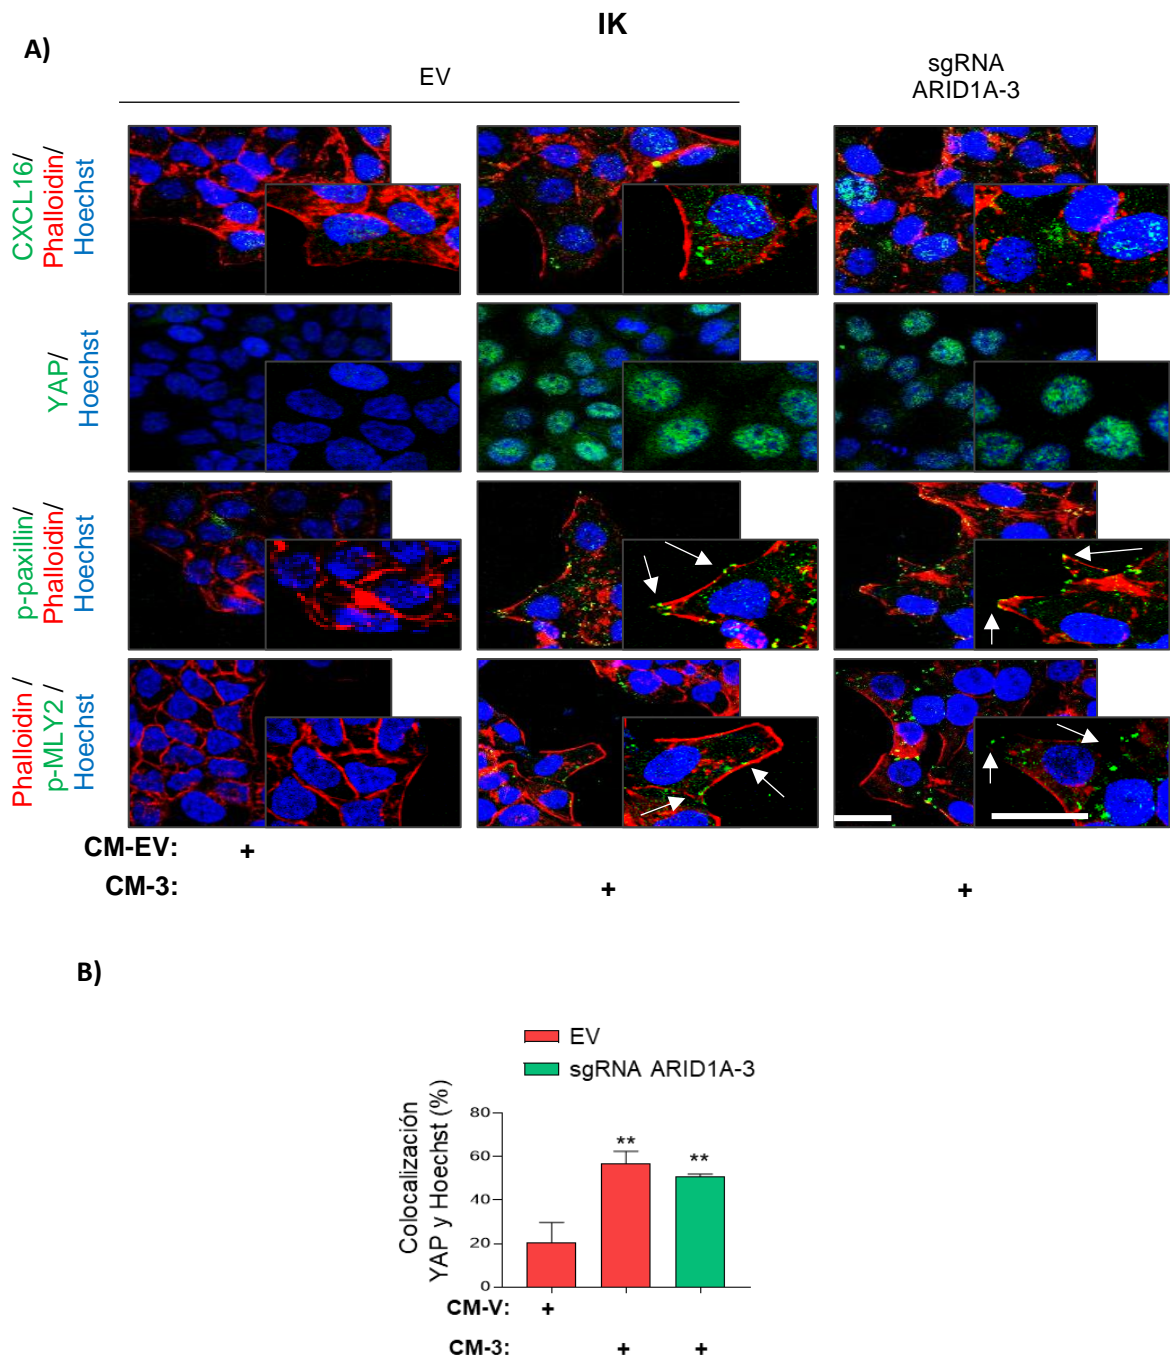 IK
A)
EV
sgRNA
ARID1A-3
CXCL16/
Phalloidin/
Hoechst
YAP/
Hoechst
p-paxillin/
Phalloidin/
Hoechst
Phalloidin /
p-MLY2 /
Hoechst
CM-EV: +
CM-3: + +
B)
EV
sgRNA ARID1A-3
Colocalización
YAP y Hoechst (%)
80
60
40
20
0
** **
CM-V: +
CM-3: + +